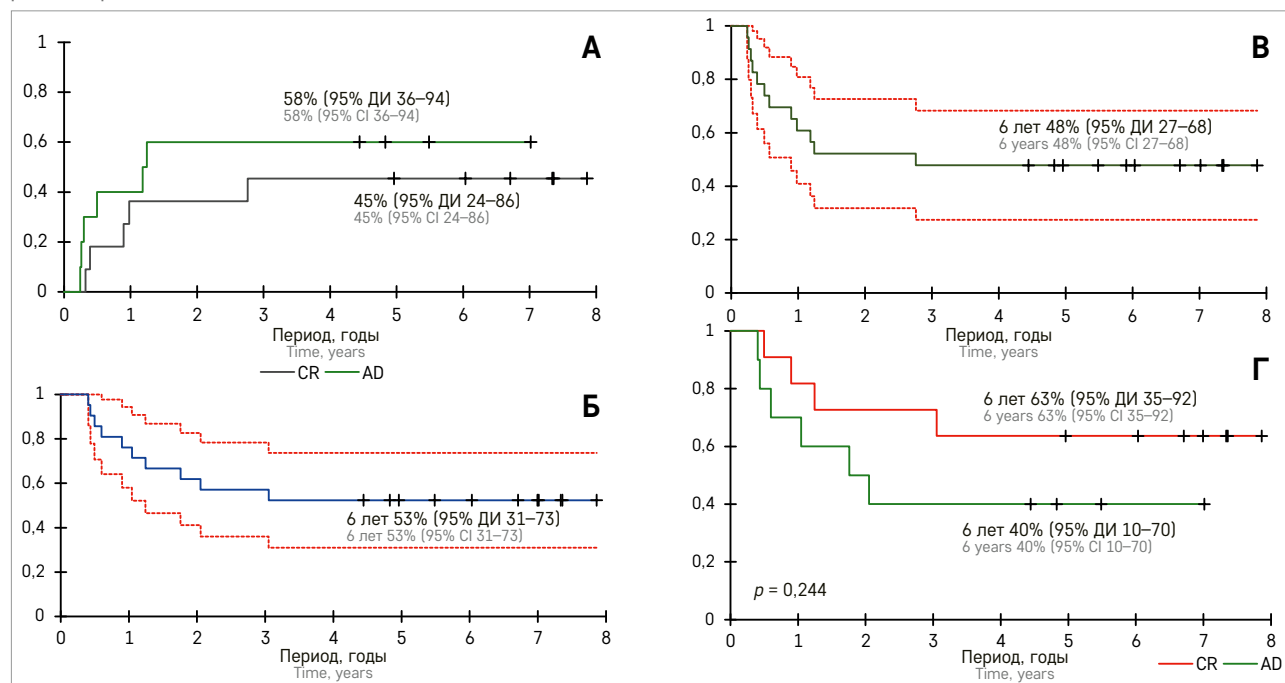 А
1
0,8
0,6
0,4
0,2
0
58% (95% ДИ 36–94)
58% (95% CI 36–94)
45% (95% ДИ 24–86)
45% (95% CI 24–86)
0 1 2 3 4 5 6 7 8
Период, годы
Time, years
CR AD
В
1
0,8
0,6
0,4
0,2
0
6 лет 48% (95% ДИ 27–68)
6 years 48% (95% CI 27–68)
0 1 2 3 4 5 6 7 8
Период, годы
Time, years
Б
1
0,8
0,6
0,4
0,2
0
6 лет 53% (95% ДИ 31–73)
6 лет 53% (95% CI 31–73)
0 1 2 3 4 5 6 7 8
Период, годы
Time, years
Г
1
0,8
0,6
0,4
0,2
0
6 лет 63% (95% ДИ 35–92)
6 years 63% (95% CI 35–92)
6 лет 40% (95% ДИ 10–70)
6 years 40% (95% CI 10–70)
p = 0,244
0 1 2 3 4 5 6 7 8
Период, годы
Time, years
CR AD